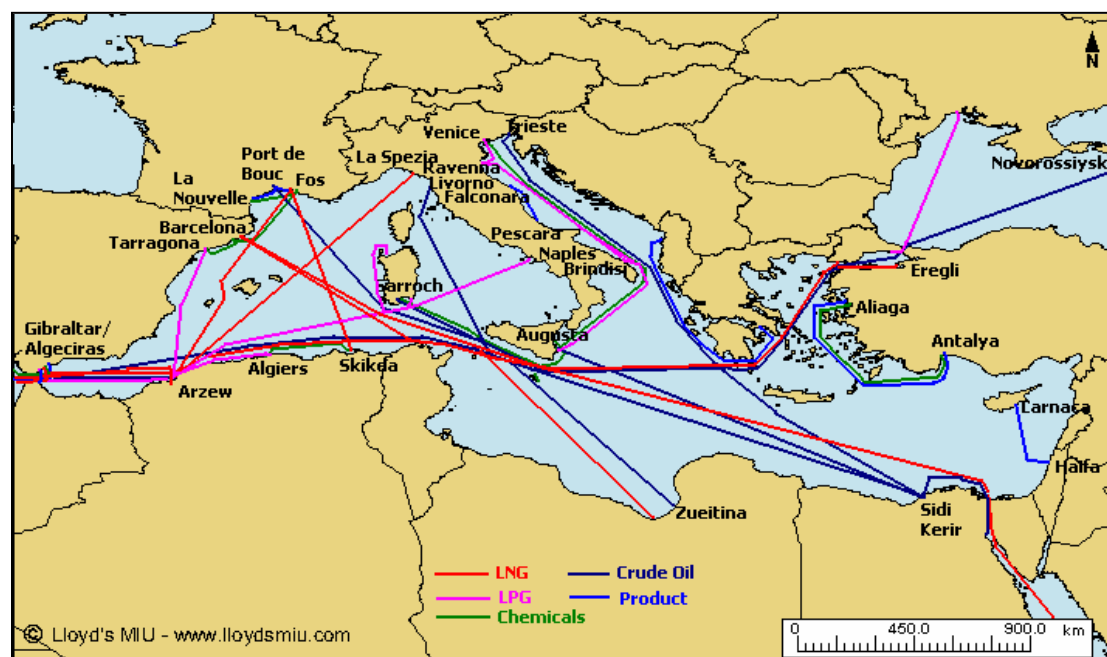 N
Venice
Trieste
Novorossiysk
Port de
Bouc
La Spezia
Ravenna
La
Nouvelle
Fos
Livorno
Falconara
Barcelona
Tarragona
Pescara
Naples
Brindisi
Eregli
Sarroch
Aliaga
Gibraltar/
Algeciras
Augusta
Antalya
Algiers
Skikda
Arzew
Larnaca
Haifa
Zueitina
Sidi
Kerir
LNG
Crude Oil
LPG
Product
Chemicals
© Lloyd's MIU - www.lloydsmiu.com
0 450.0 900.0 km